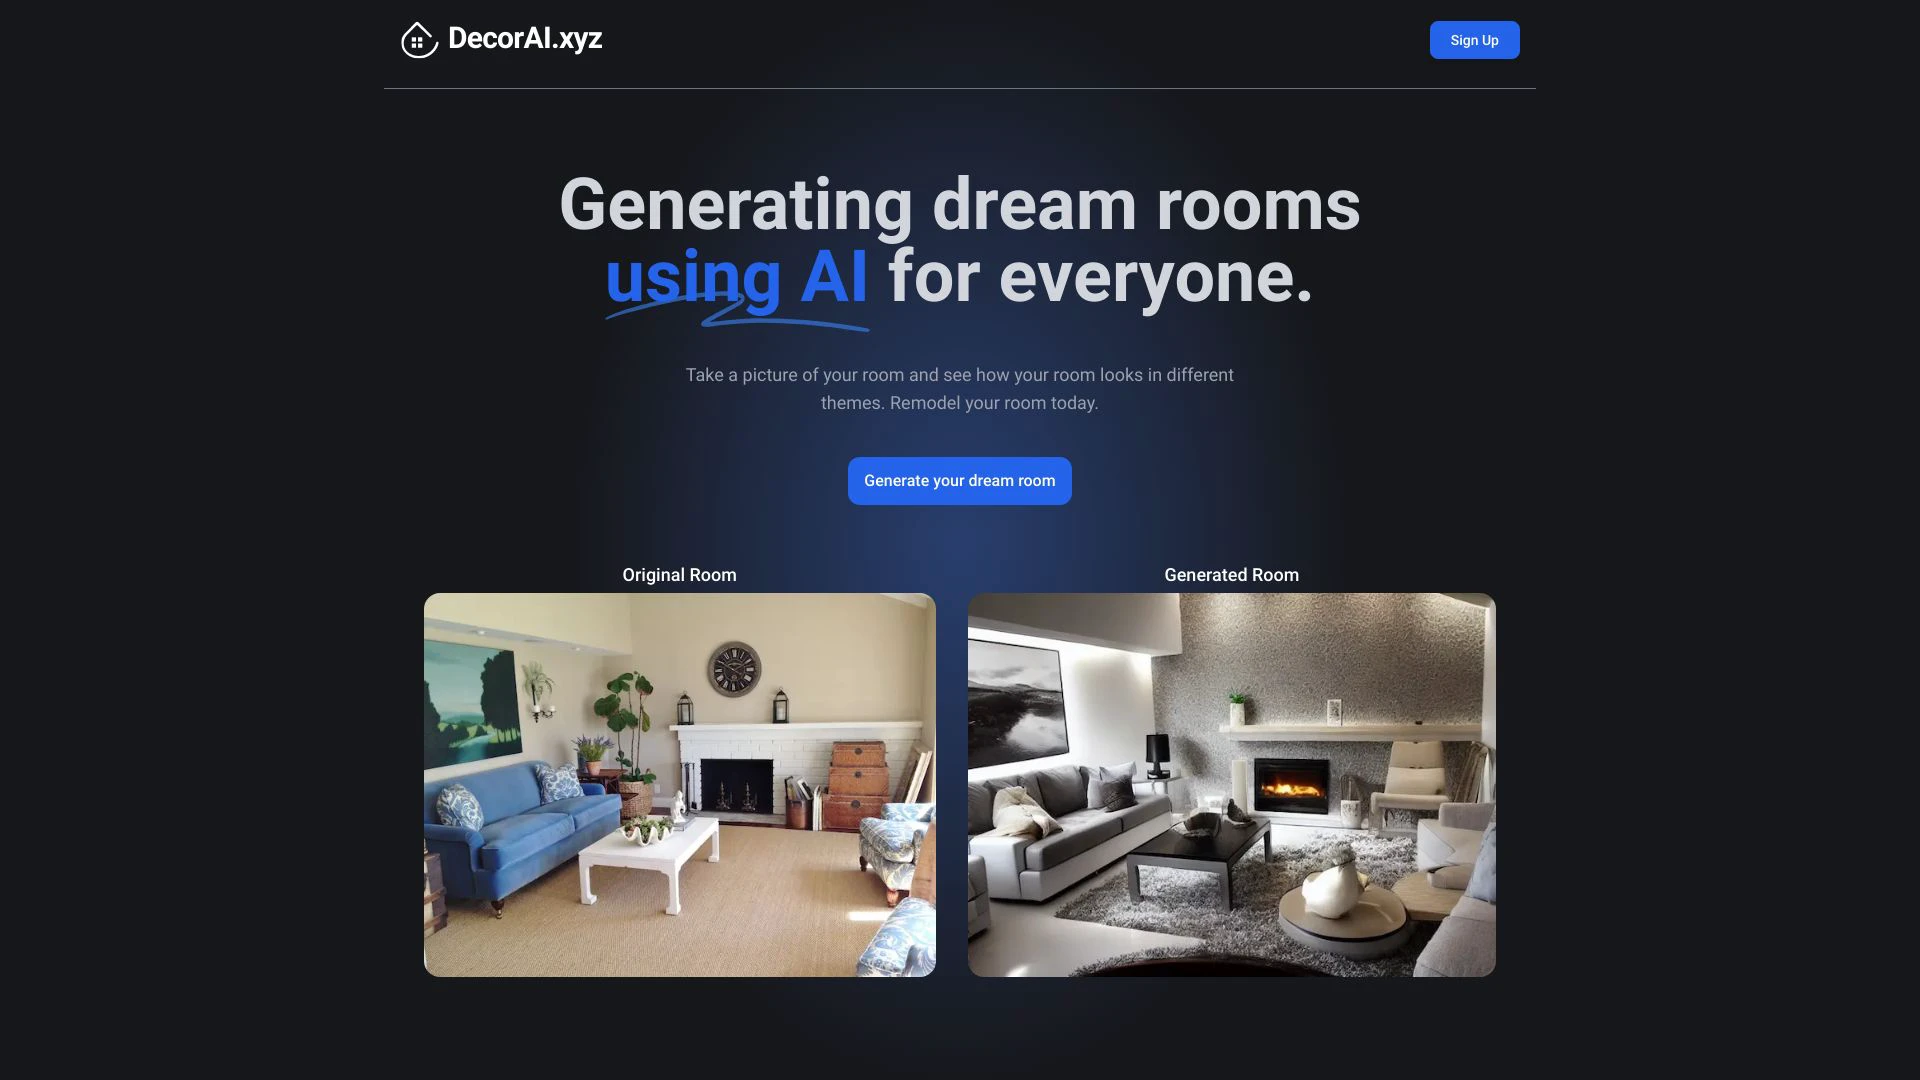 DecorAI.xyz
Sign Up
Generating dream rooms
using AI for everyone.
Take a picture of your room and see how your room looks in different
themes. Remodel your room today.
Generate your dream room
Original Room
Generated Room